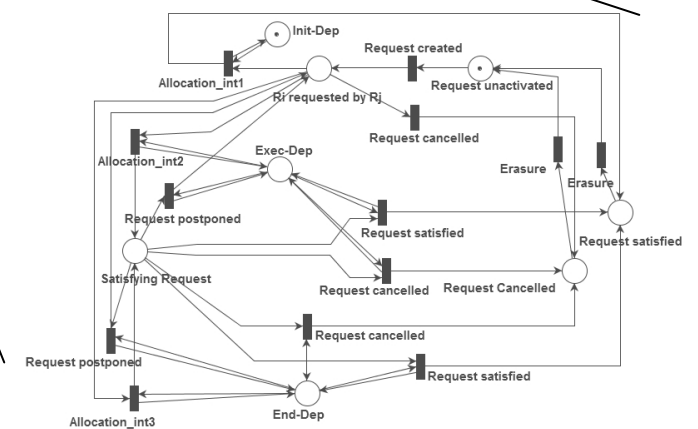 Init-Dep
Request created
Allocation_int1
Ri requested by Rj
Request unactivated
Request cancelled
Allocation_int2
Exec-Dep
Erasure
Erasure
Request postponed
Request satisfied
Request satisfied
Satisfying Request
Request cancelled
Request Cancelled
Request cancelled
Request postponed
Request satisfied
End-Dep
Allocation_int3